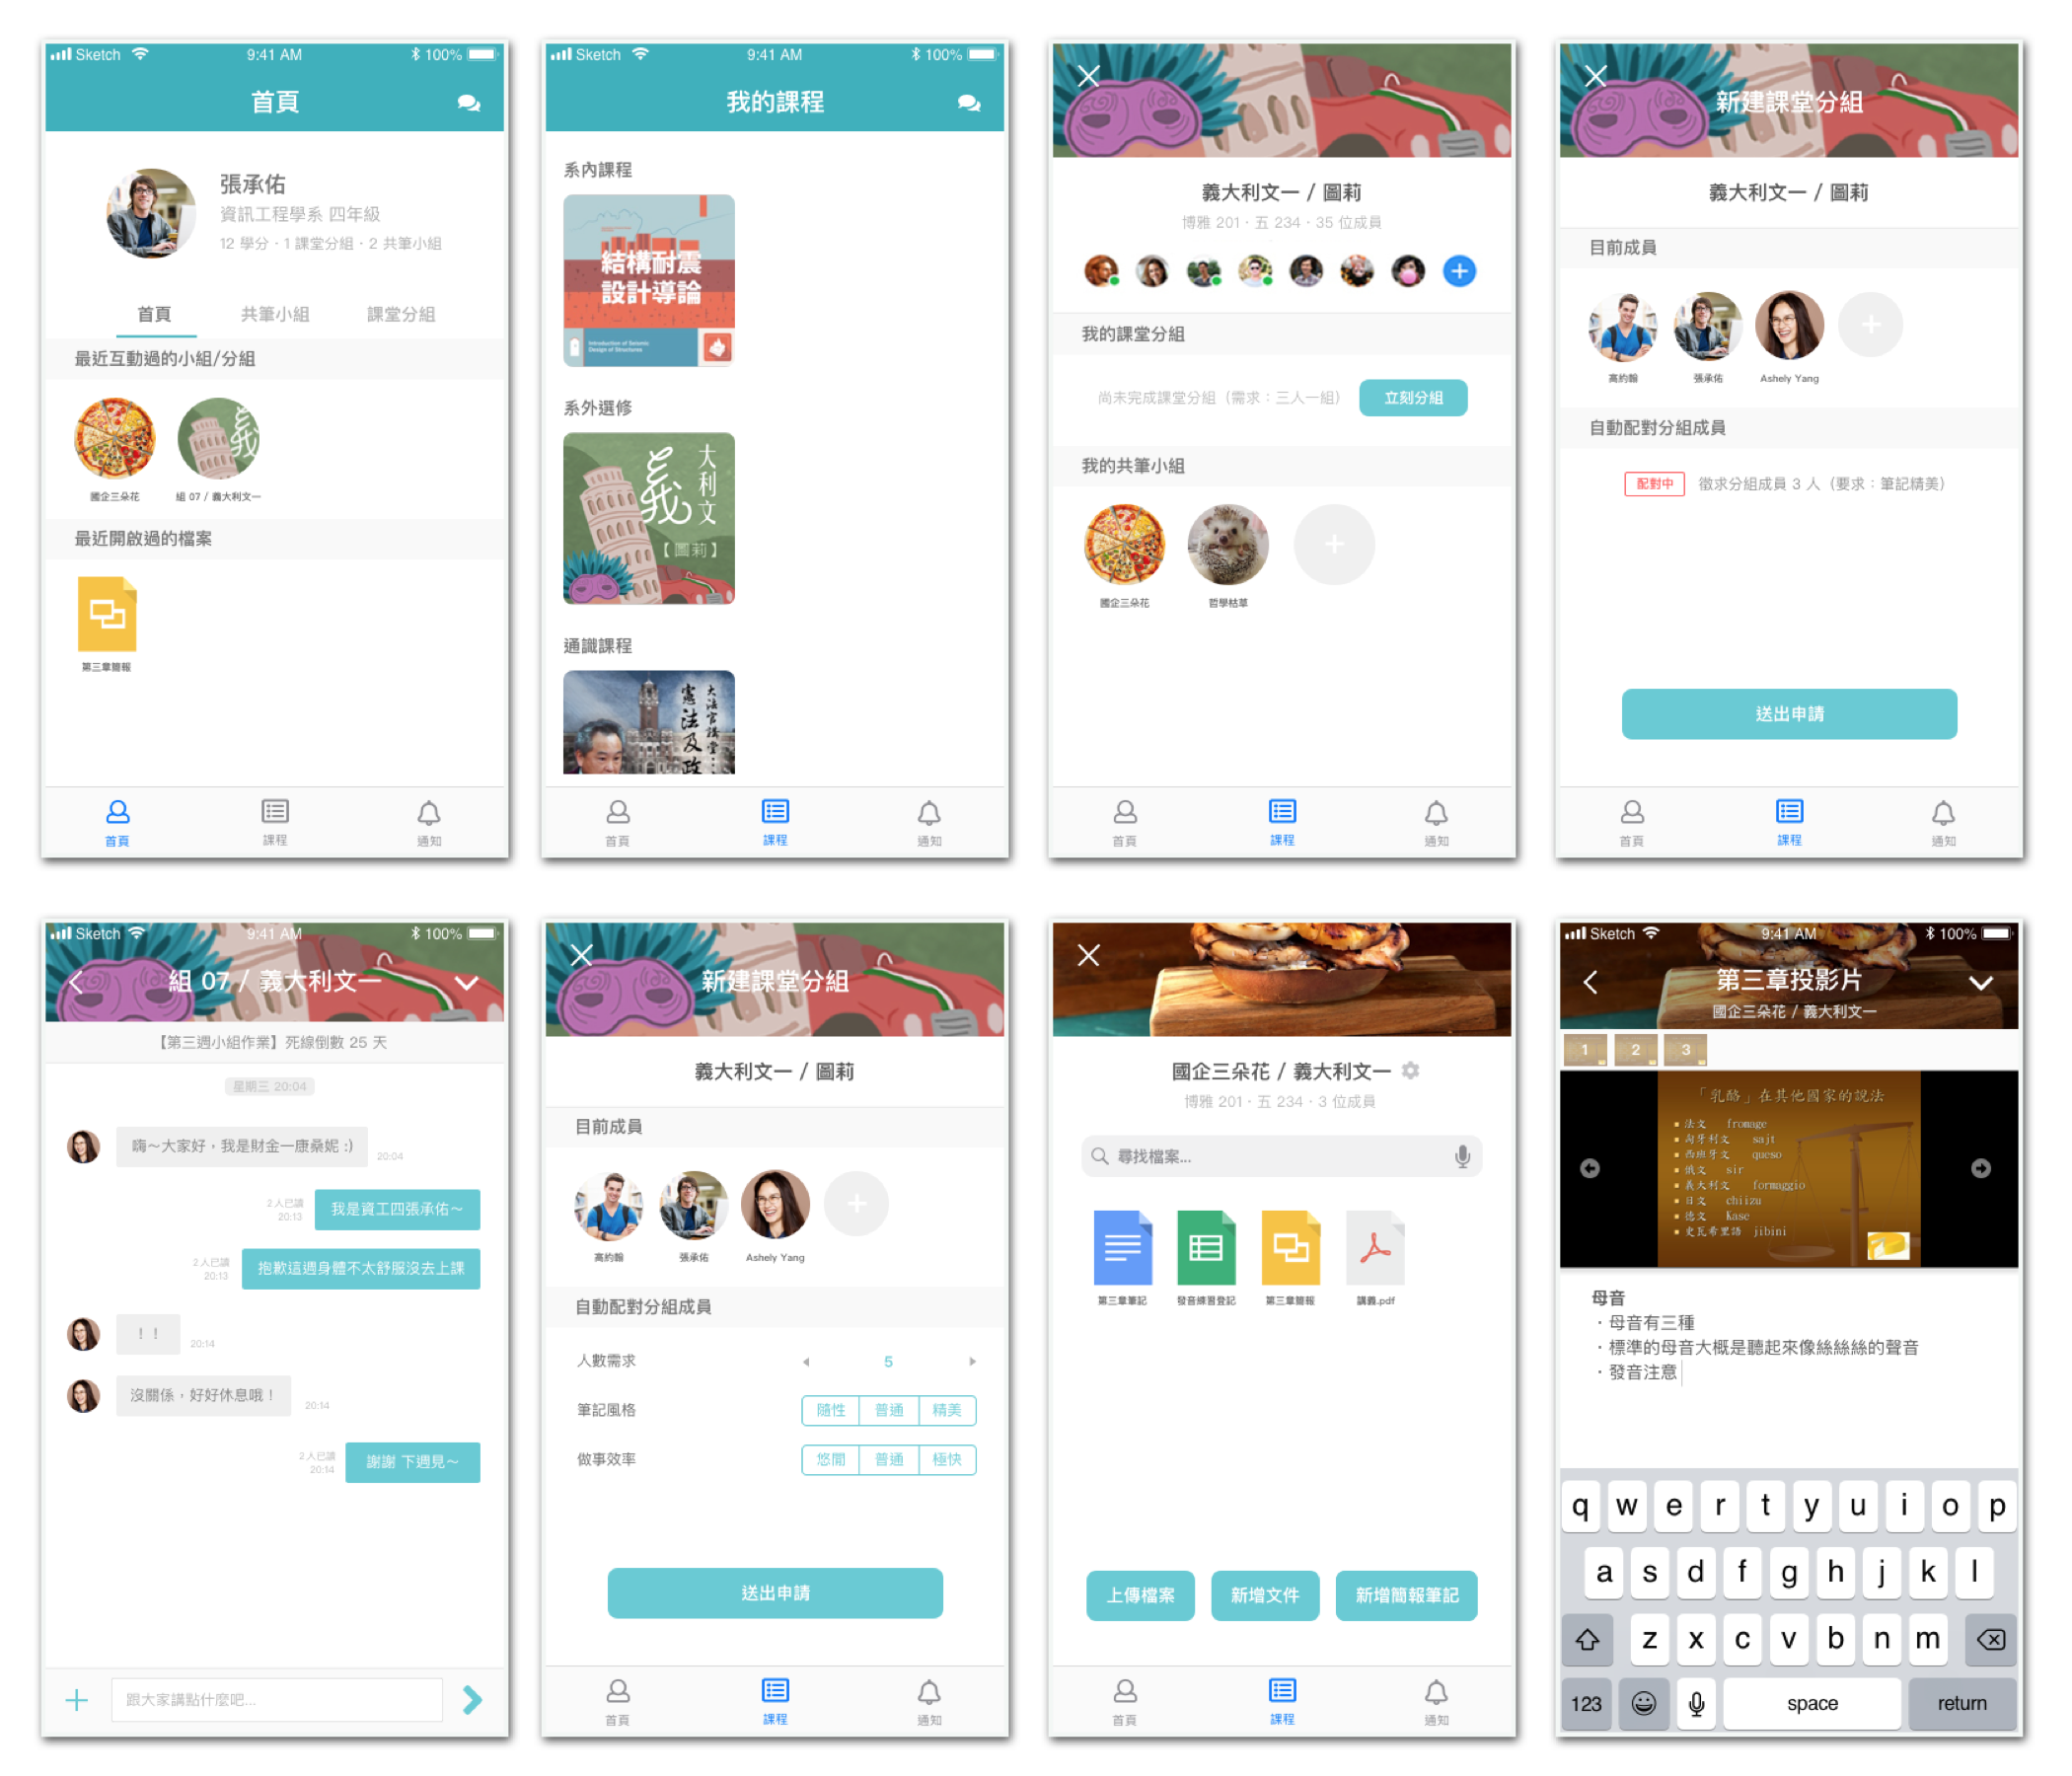 Sketch 9:41 AM 100%
首頁
張承佑
資訊工程學系 四年級
12 學分・1 課堂分組・2 共筆小組
首頁 共筆小組 課堂分組
最近互動過的小組/分組
義
國企三朵花 組 07 / 義大利文一
最近開啟過的檔案
第三章簡報
首頁 課程 通知
Sketch 9:41 AM 100%
我的課程
系內課程
結構耐震
設計導論
Introduction of Seismic
Design of Structures
系外選修
義大利文
【圖莉】
通識課程
大法官講堂
憲法及政
首頁 課程 通知
義大利文一 / 圖莉
博雅 201・五 234・35 位成員
我的課堂分組
尚未完成課堂分組（需求：三人一組） 立刻分組
我的共筆小組
國企三朵花 哲學枯草
首頁 課程 通知
新建課堂分組
義大利文一 / 圖莉
目前成員
高約翰 張承佑 Ashely Yang
自動配對分組成員
配對中 徵求分組成員 3 人（要求：筆記精美）
送出申請
首頁 課程 通知
Sketch 9:41 AM 100%
組 07 / 義大利文一
【第三週小組作業】死線倒數 25 天
星期三 20:04
嗨～大家好，我是財金一康桑妮 :) 20:04
2 人已讀
20:13
我是資工四張承佑～
2 人已讀
20:13
抱歉這週身體不太舒服沒去上課
！！ 20:14
沒關係，好好休息哦！ 20:14
2 人已讀
20:14
謝謝 下週見～
跟大家講點什麼吧...
新建課堂分組
義大利文一 / 圖莉
目前成員
高約翰 張承佑 Ashely Yang
自動配對分組成員
人數需求 5
筆記風格 隨性 普通 精美
做事效率 悠閒 普通 極快
送出申請
首頁 課程 通知
國企三朵花 / 義大利文一
博雅 201・五 234・3 位成員
尋找檔案...
第三章筆記 發音練習登記 第三章簡報 講義.pdf
上傳檔案 新增文件 新增簡報筆記
首頁 課程 通知
Sketch 9:41 AM 100%
第三章投影片
國企三朵花 / 義大利文一
1 2 3
「乳酪」在其他國家的說法
法文 fromage
匈牙利文 sajt
西班牙文 queso
俄文 sir
義大利文 formaggio
日文 chiizu
德文 Kase
史瓦希里語 jibini
母音
・母音有三種
・標準的母音大概是聽起來像絲絲絲的聲音
・發音注意
q w e r t y u i o p
a s d f g h j k l
z x c v b n m
123 space return